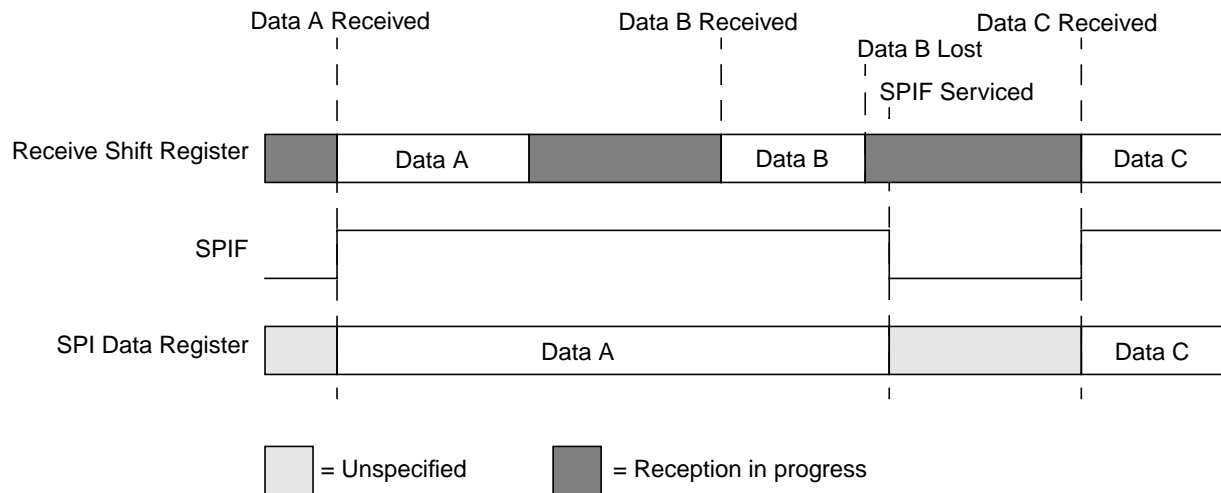 Data A Received
Data B Received
Data C Received
Data B Lost
SPIF Serviced
Receive Shift Register
Data A
Data B
Data C
SPIF
SPI Data Register
Data A
Data C
= Unspecified
= Reception in progress